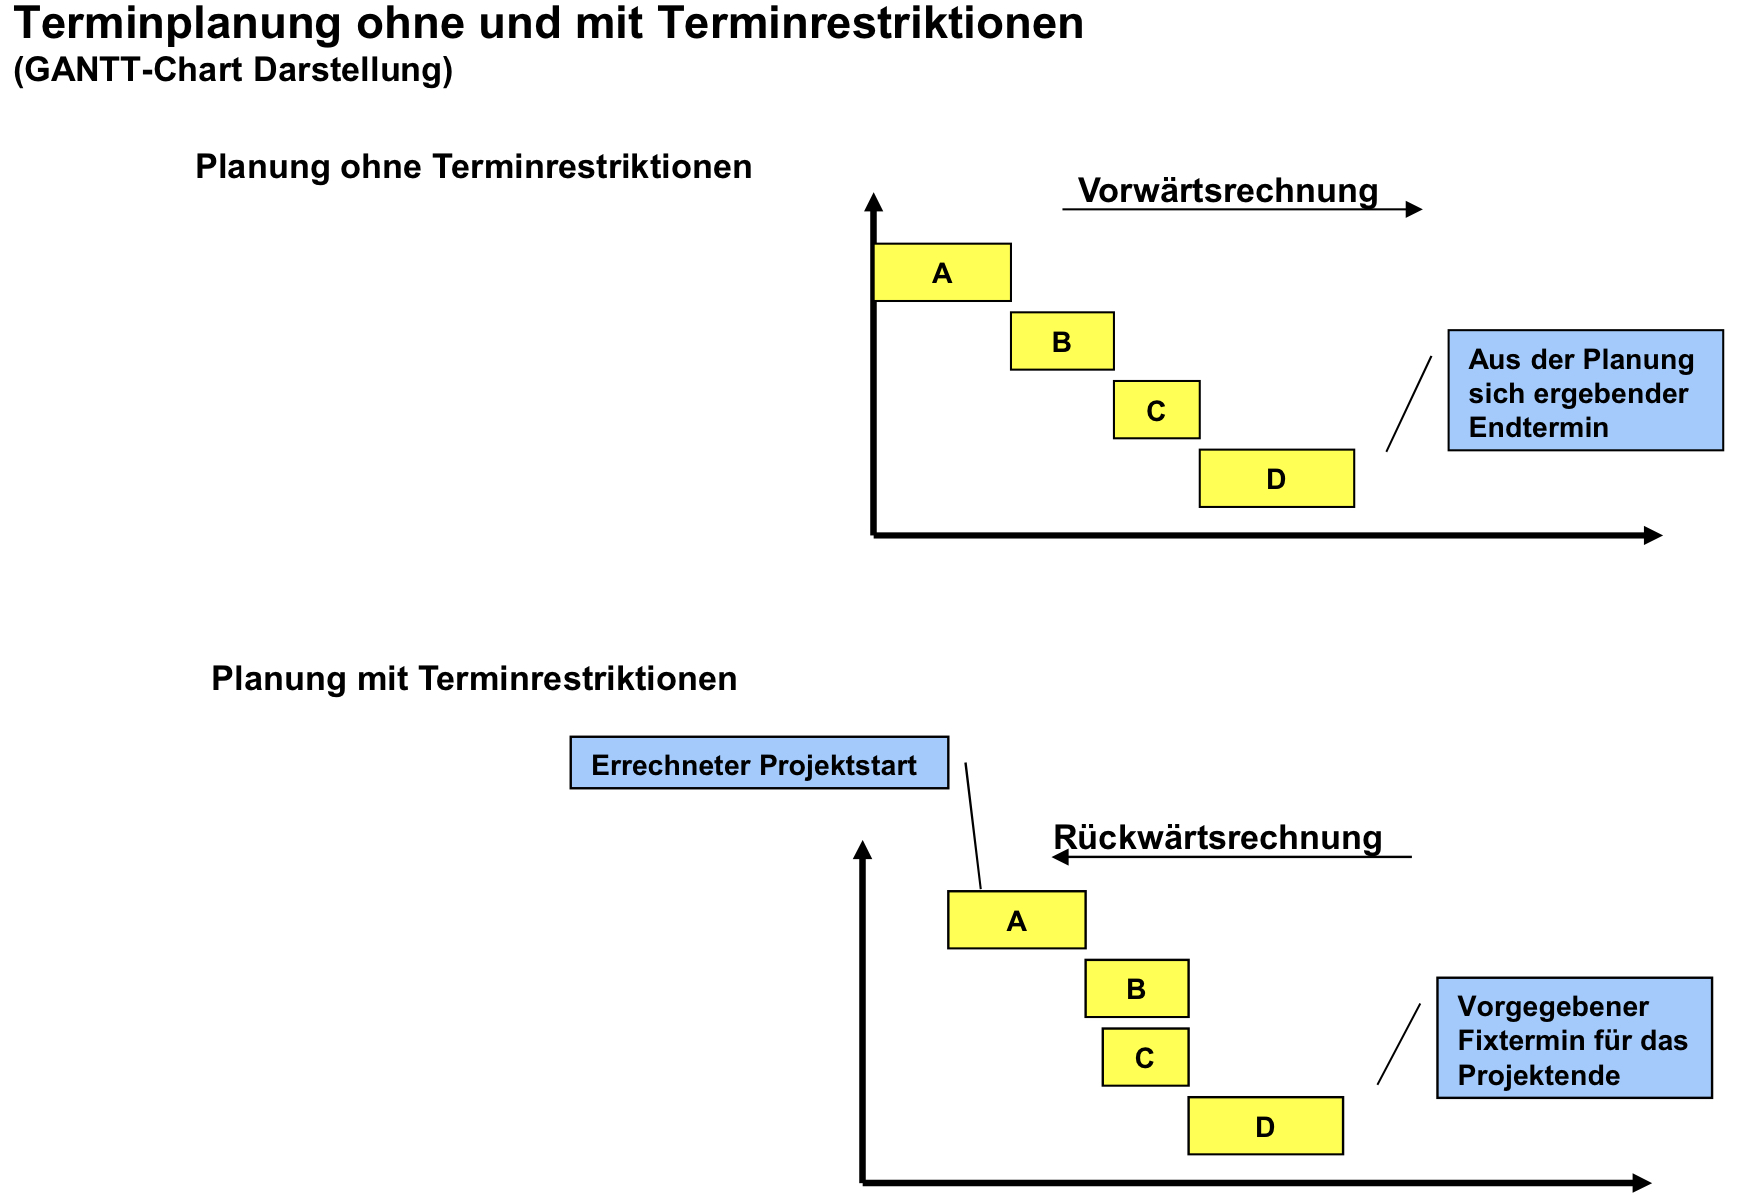 Terminplanung ohne und mit Terminrestriktionen
(GANTT-Chart Darstellung)
Planung ohne Terminrestriktionen
Vorwärtsrechnung
A
B
C
D
Aus der Planung
sich ergebender
Endtermin
Planung mit Terminrestriktionen
Errechneter Projektstart
Rückwärtsrechnung
A
B
C
D
Vorgegebener
Fixtermin für das
Projektende